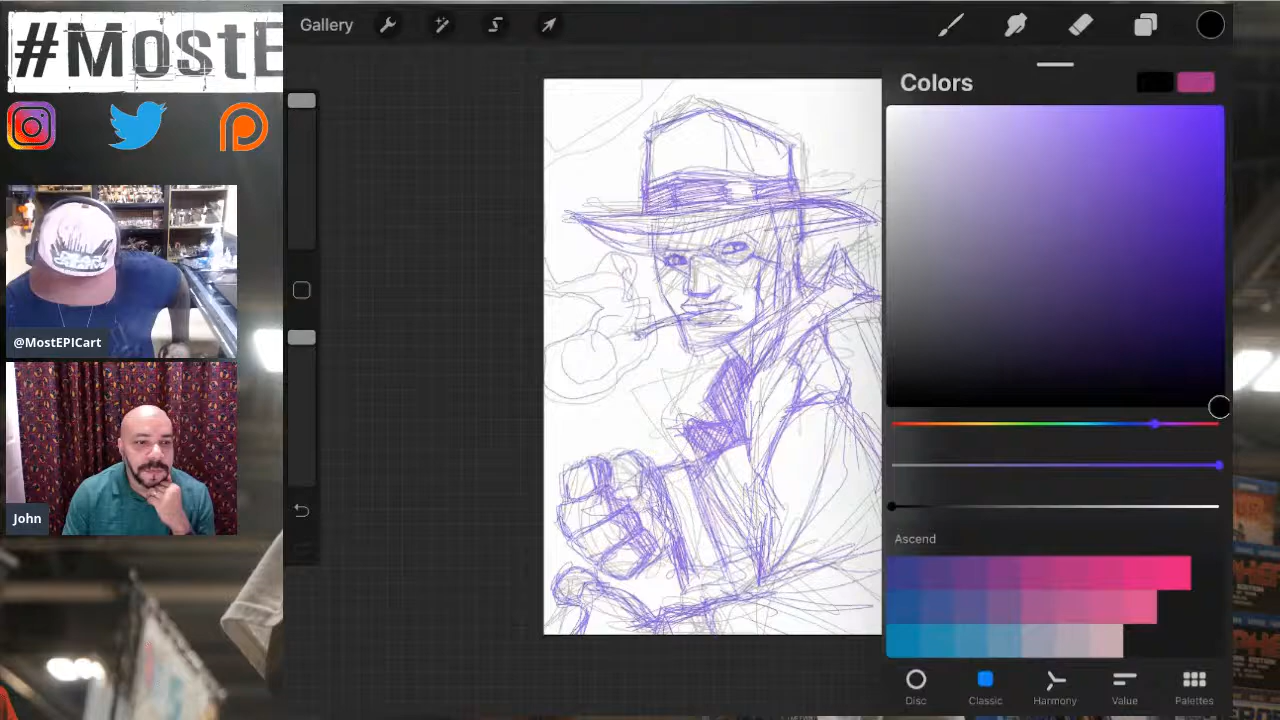 #MostE
Gallery
Colors
@MostEPICart
John
Ascend
Disc
Classic
Harmony
Value
Palettes